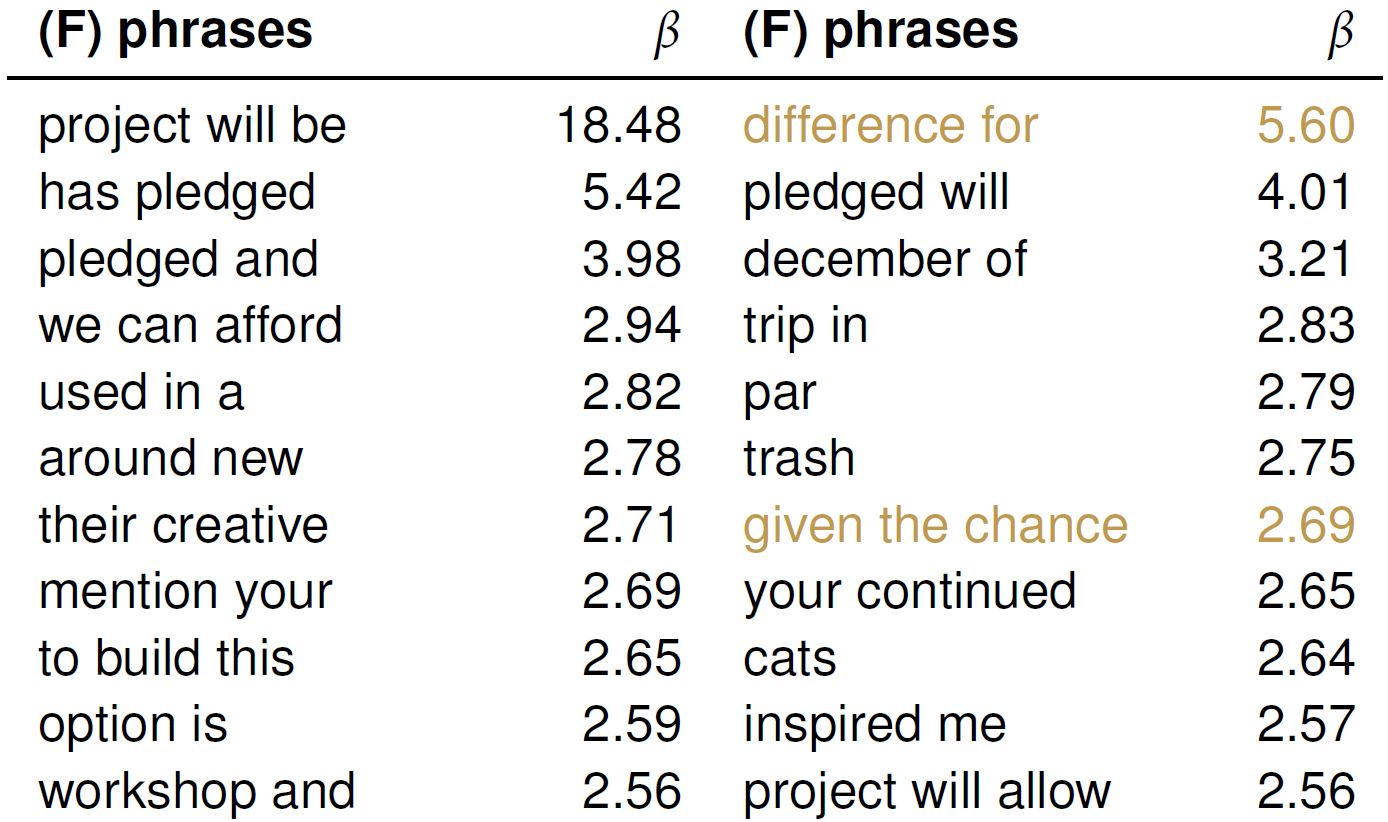 (F) phrases β (F) phrases β
project will be 18.48 difference for 5.60
has pledged 5.42 pledged will 4.01
pledged and 3.98 december of 3.21
we can afford 2.94 trip in 2.83
used in a 2.82 par 2.79
around new 2.78 trash 2.75
their creative 2.71 given the chance 2.69
mention your 2.69 your continued 2.65
to build this 2.65 cats 2.64
option is 2.59 inspired me 2.57
workshop and 2.56 project will allow 2.56